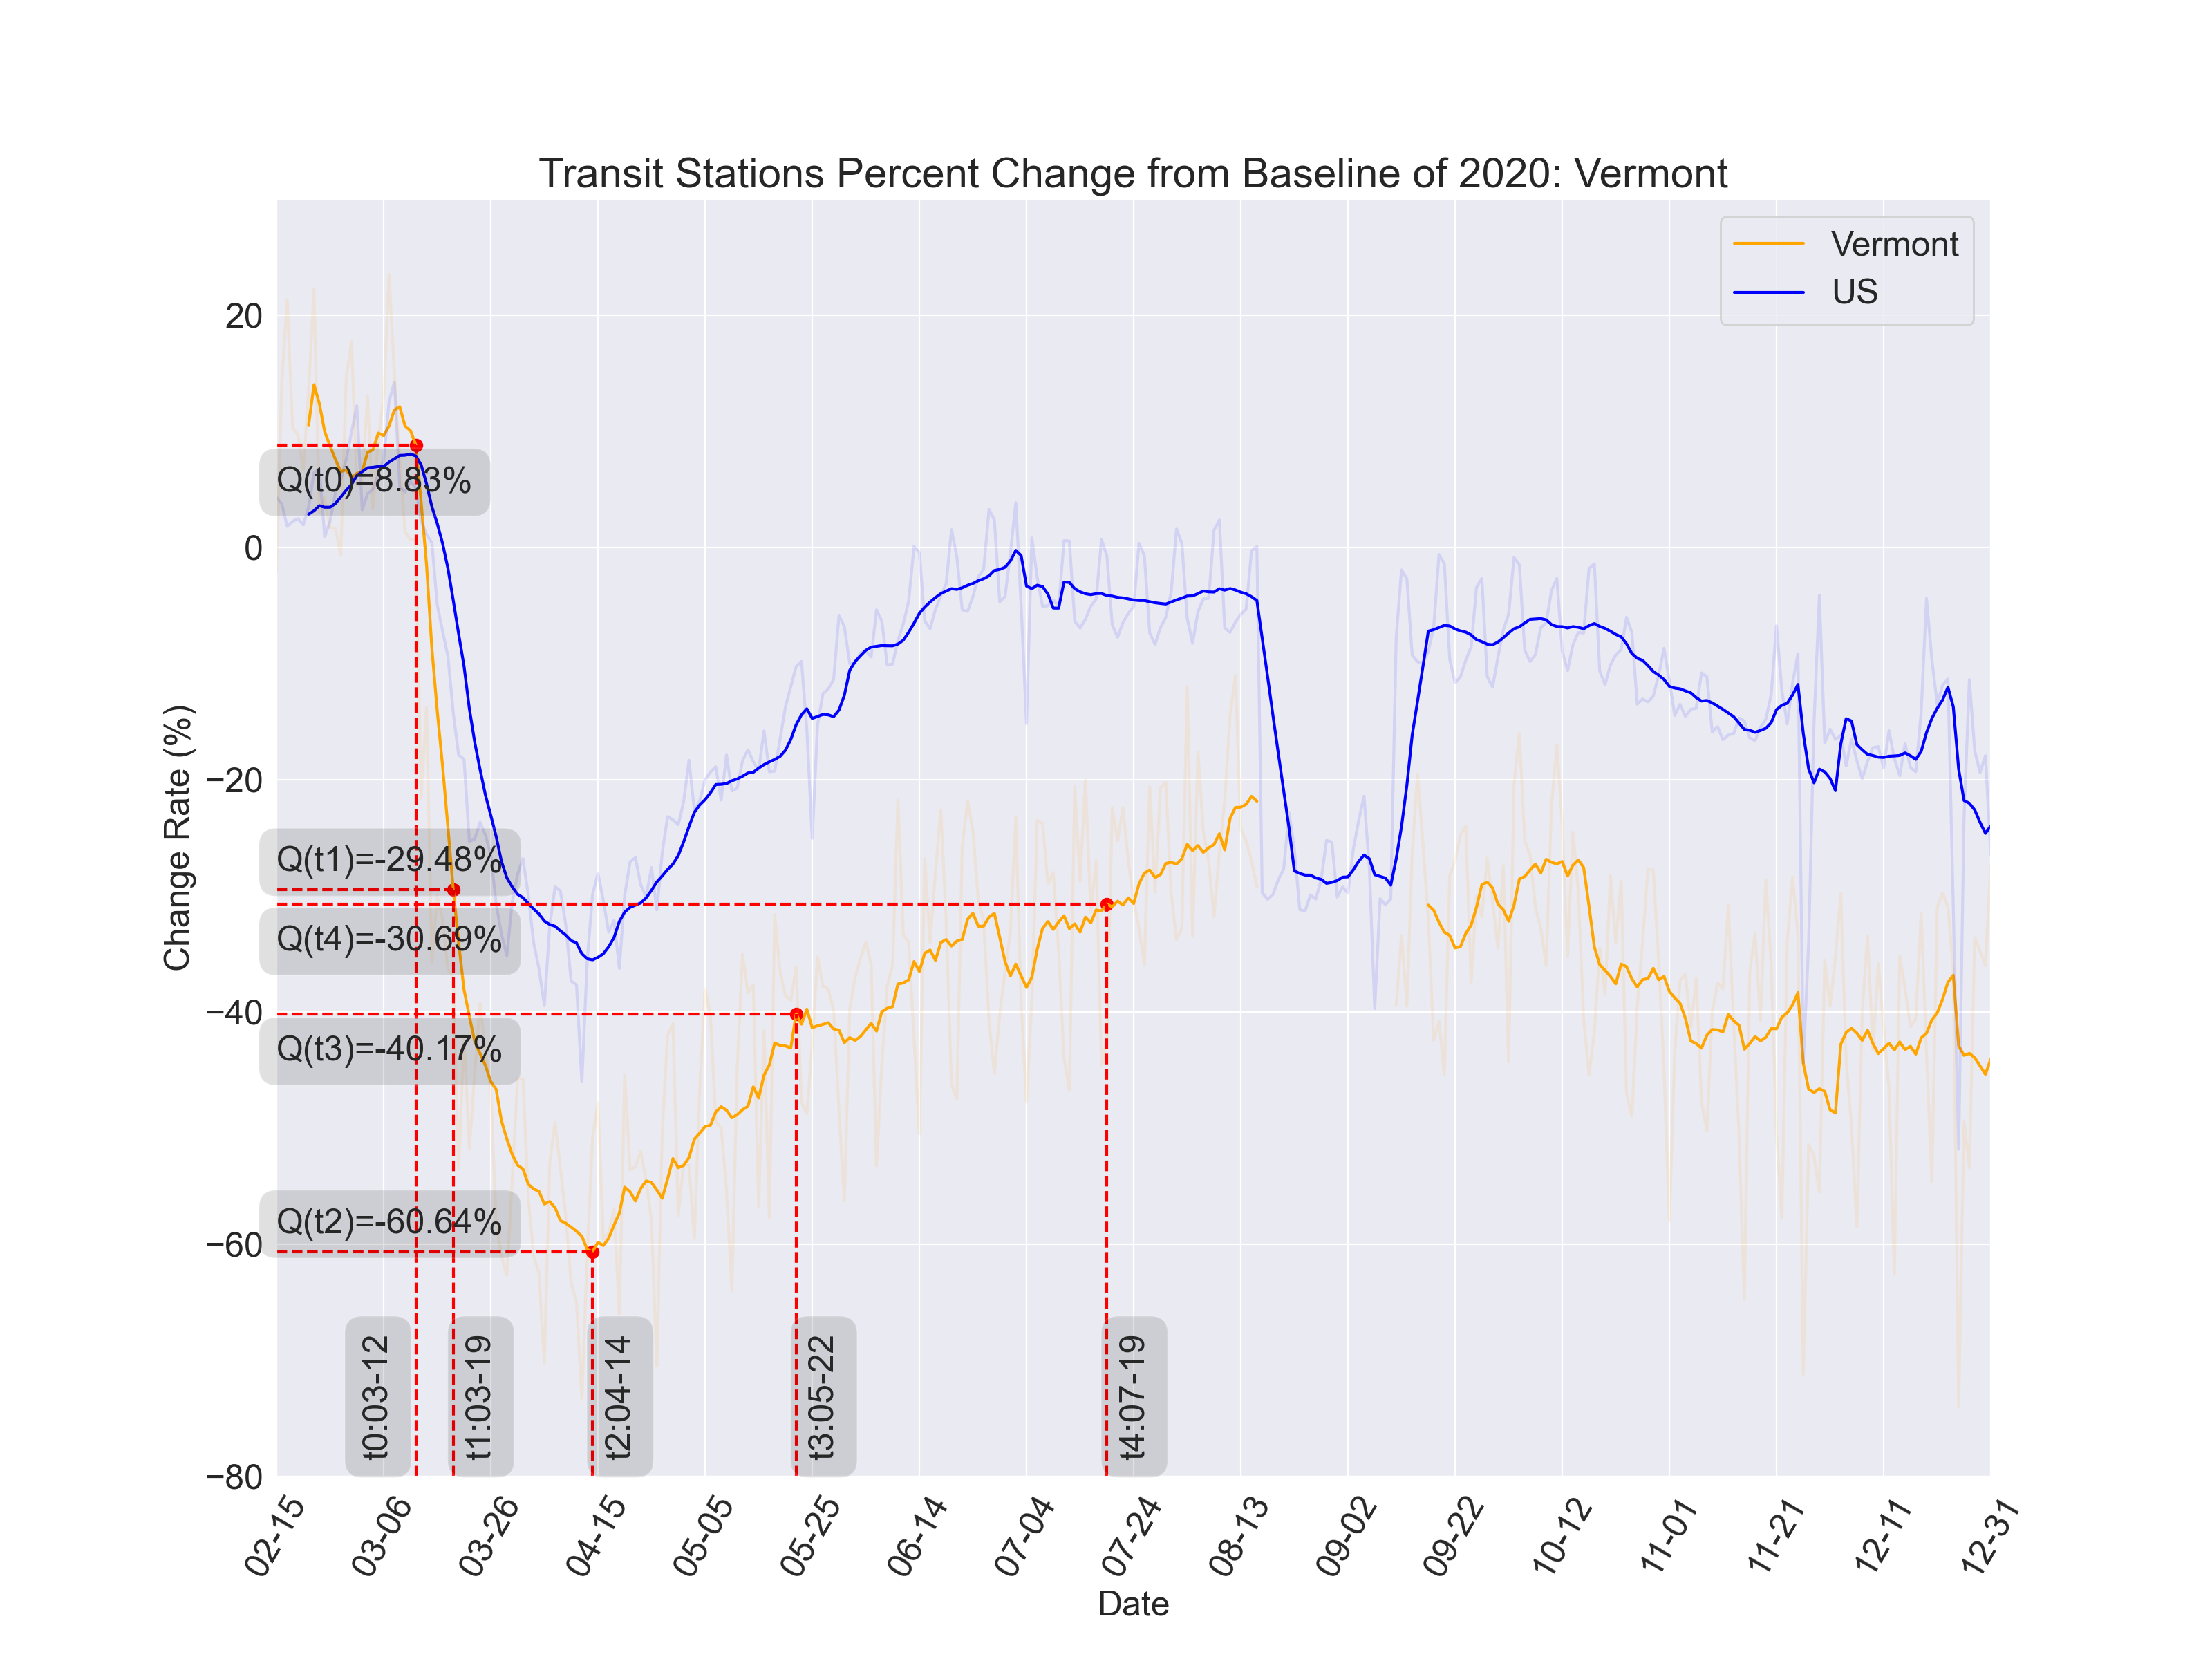 Transit Stations Percent Change from Baseline of 2020: Vermont
Vermont
US
Change Rate (%)
20
0
−20
−40
−60
−80
Q(t0)=8.83%
Q(t1)=-29.48%
Q(t4)=-30.69%
Q(t3)=-40.17%
Q(t2)=-60.64%
t0:03-12
t1:03-19
t2:04-14
t3:05-22
t4:07-19
02-15
03-06
03-26
04-15
05-05
05-25
06-14
07-04
07-24
08-13
09-02
09-22
10-12
11-01
11-21
12-11
12-31
Date